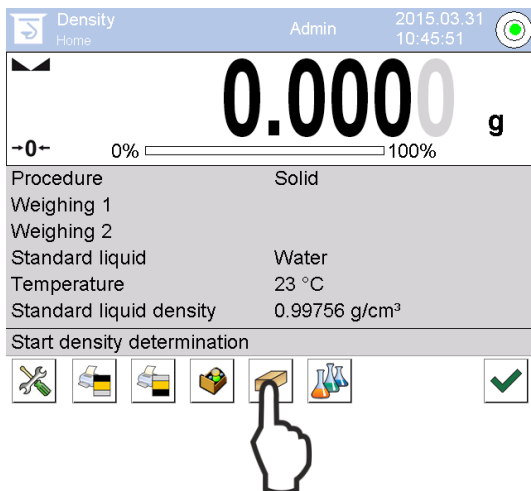 Density Admin 2015.03.31
Home 10:45:51
0.0000 g
→0← 0% 100%
Procedure Solid
Weighing 1
Weighing 2
Standard liquid Water
Temperature 23 °C
Standard liquid density 0.99756 g/cm³
Start density determination